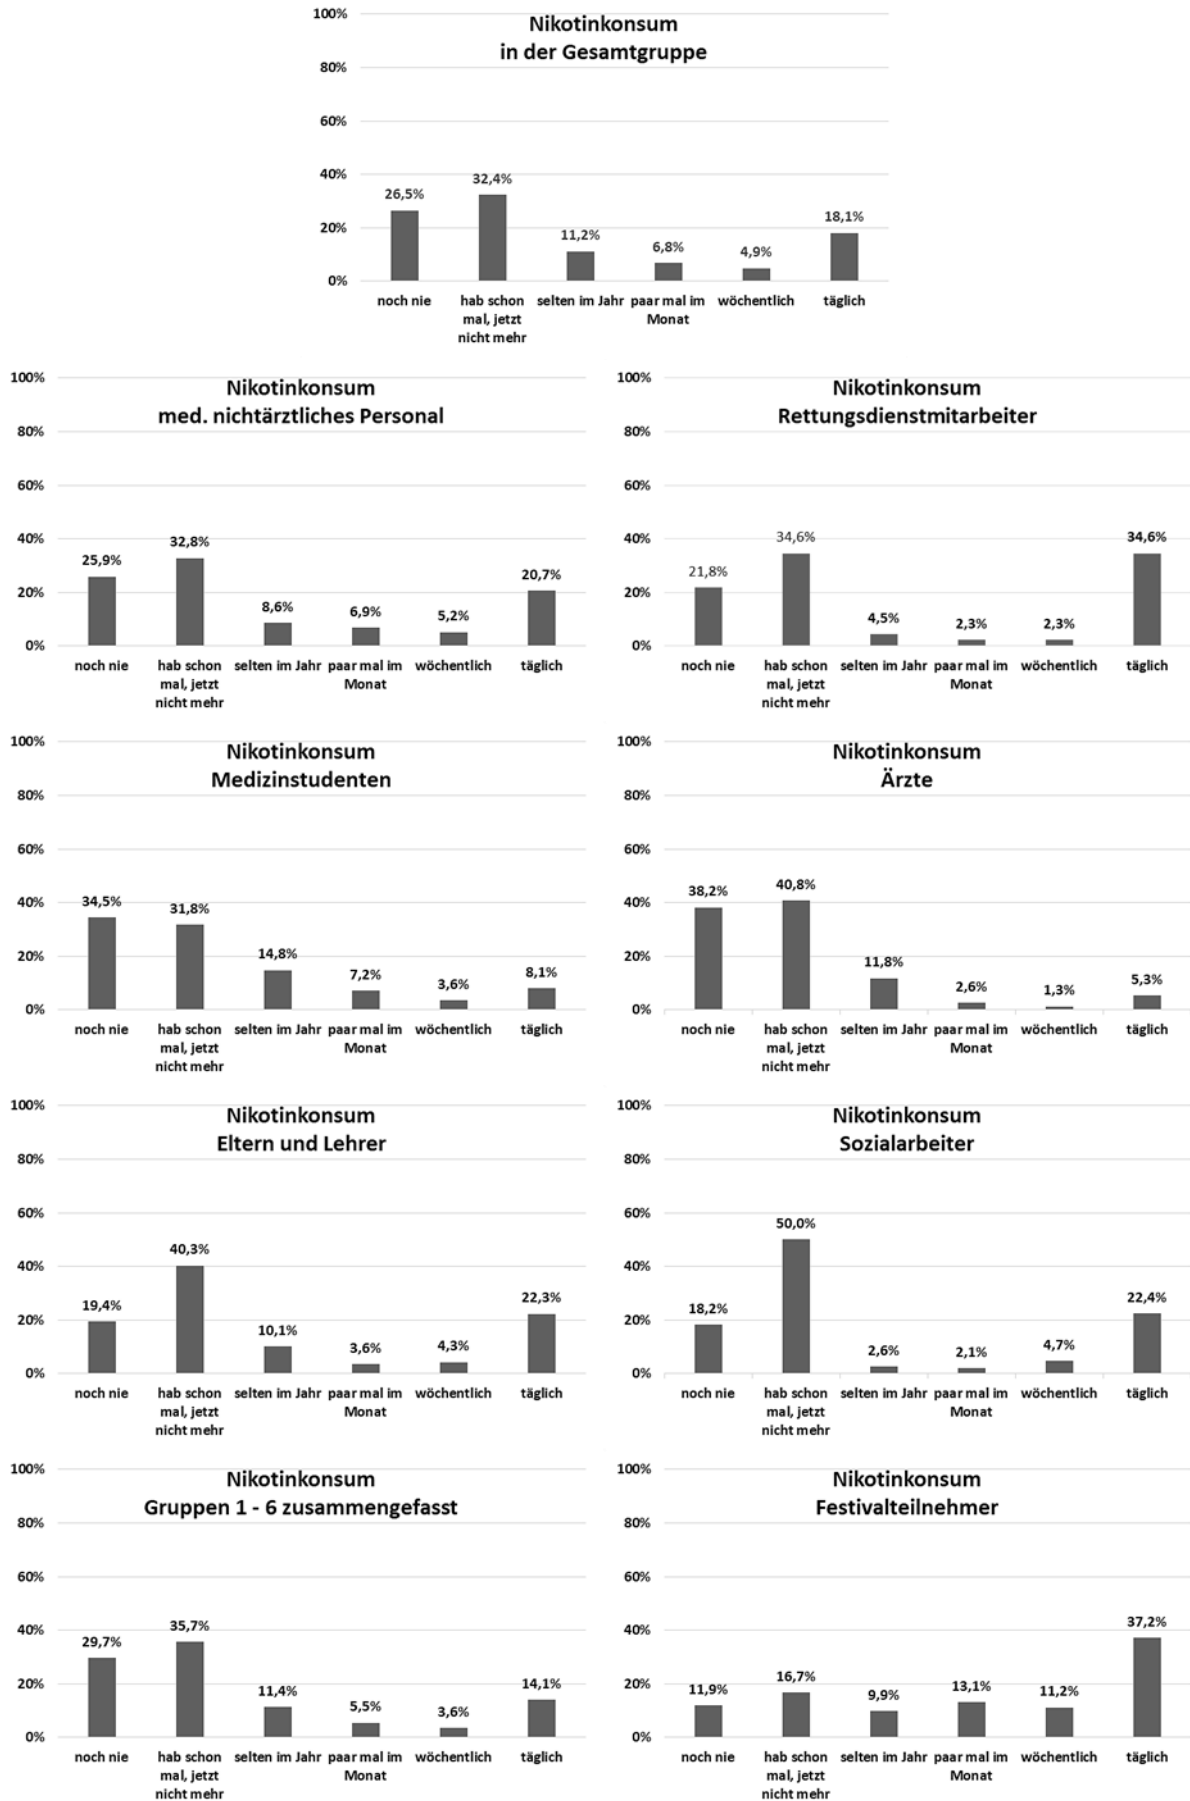 Nikotinkonsum
in der Gesamtgruppe
100%
80%
60%
40%
20%
0%
26,5%
32,4%
11,2%
6,8%
4,9%
18,1%
noch nie
hab schon
mal, jetzt
nicht mehr
selten im Jahr
paar mal im
Monat
wöchentlich
täglich
Nikotinkonsum
med. nichtärztliches Personal
100%
80%
60%
40%
20%
0%
25,9%
32,8%
8,6%
6,9%
5,2%
20,7%
noch nie
hab schon
mal, jetzt
nicht mehr
selten im Jahr
paar mal im
Monat
wöchentlich
täglich
Nikotinkonsum
Rettungsdienstmitarbeiter
100%
80%
60%
40%
20%
0%
21,8%
34,6%
4,5%
2,3%
2,3%
34,6%
noch nie
hab schon
mal, jetzt
nicht mehr
selten im Jahr
paar mal im
Monat
wöchentlich
täglich
Nikotinkonsum
Medizinstudenten
100%
80%
60%
40%
20%
0%
34,5%
31,8%
14,8%
7,2%
3,6%
8,1%
noch nie
hab schon
mal, jetzt
nicht mehr
selten im Jahr
paar mal im
Monat
wöchentlich
täglich
Nikotinkonsum
Ärzte
100%
80%
60%
40%
20%
0%
38,2%
40,8%
11,8%
2,6%
1,3%
5,3%
noch nie
hab schon
mal, jetzt
nicht mehr
selten im Jahr
paar mal im
Monat
wöchentlich
täglich
Nikotinkonsum
Eltern und Lehrer
100%
80%
60%
40%
20%
0%
19,4%
40,3%
10,1%
3,6%
4,3%
22,3%
noch nie
hab schon
mal, jetzt
nicht mehr
selten im Jahr
paar mal im
Monat
wöchentlich
täglich
Nikotinkonsum
Sozialarbeiter
100%
80%
60%
40%
20%
0%
18,2%
50,0%
2,6%
2,1%
4,7%
22,4%
noch nie
hab schon
mal, jetzt
nicht mehr
selten im Jahr
paar mal im
Monat
wöchentlich
täglich
Nikotinkonsum
Gruppen 1 - 6 zusammengefasst
100%
80%
60%
40%
20%
0%
29,7%
35,7%
11,4%
5,5%
3,6%
14,1%
noch nie
hab schon
mal, jetzt
nicht mehr
selten im Jahr
paar mal im
Monat
wöchentlich
täglich
Nikotinkonsum
Festivalteilnehmer
100%
80%
60%
40%
20%
0%
11,9%
16,7%
9,9%
13,1%
11,2%
37,2%
noch nie
hab schon
mal, jetzt
nicht mehr
selten im Jahr
paar mal im
Monat
wöchentlich
täglich